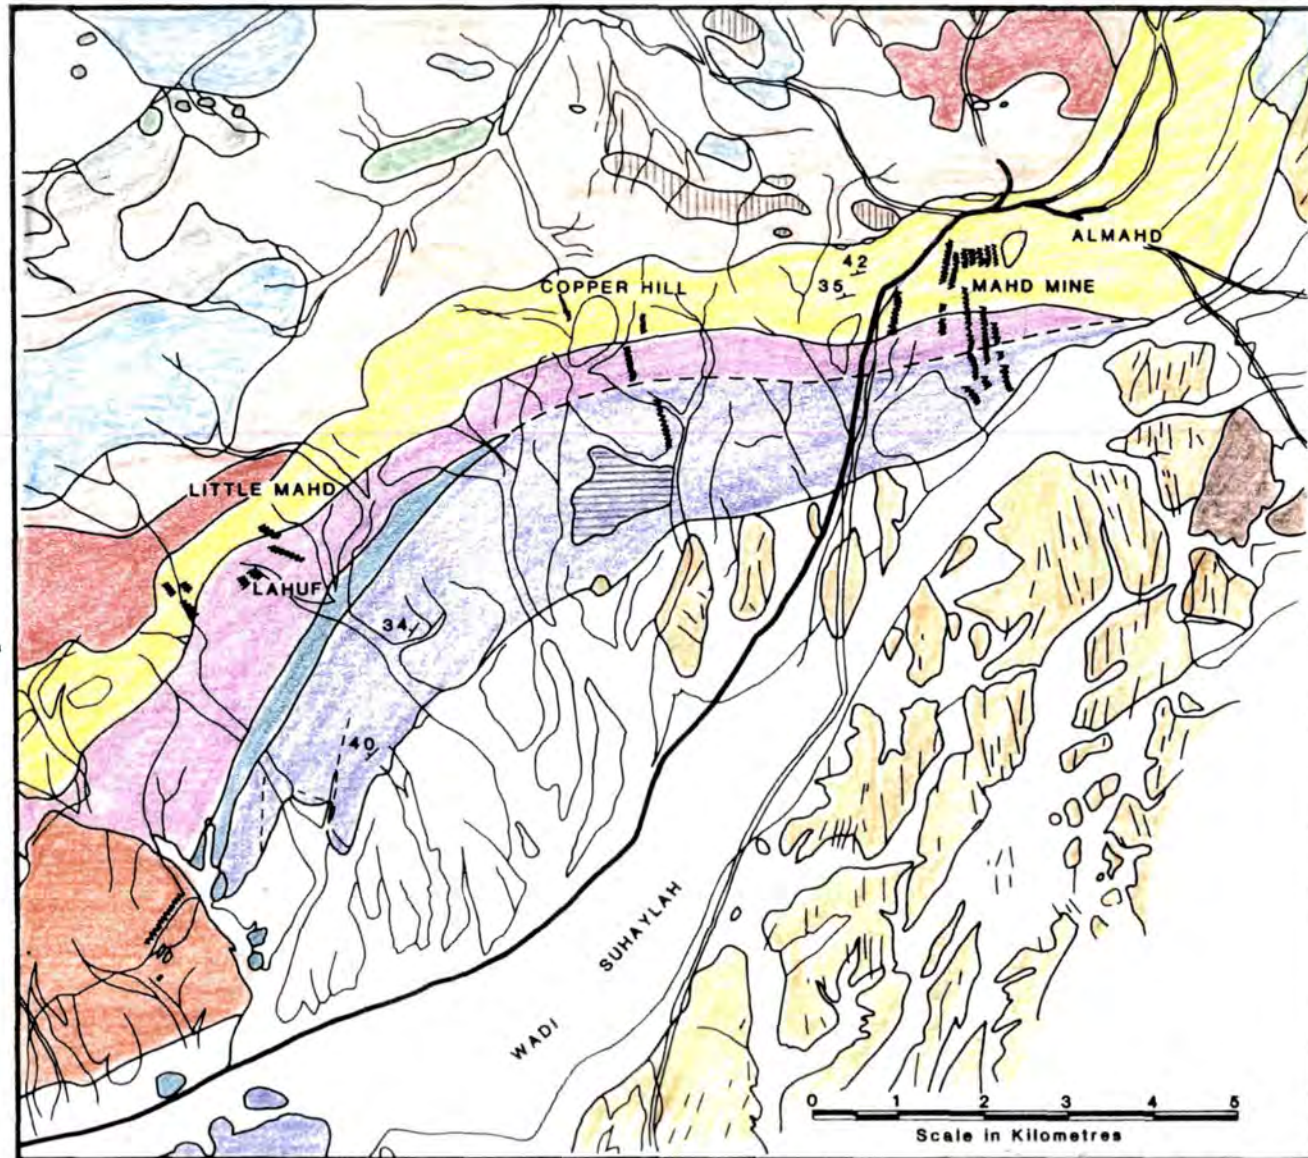 ALMAHD
42
COPPER HILL
35
MAHD MINE
LITTLE MAHD
LAHUF
34
40
SUHAYLAH
WADI
0 1 2 3 4 5
Scale in Kilometres